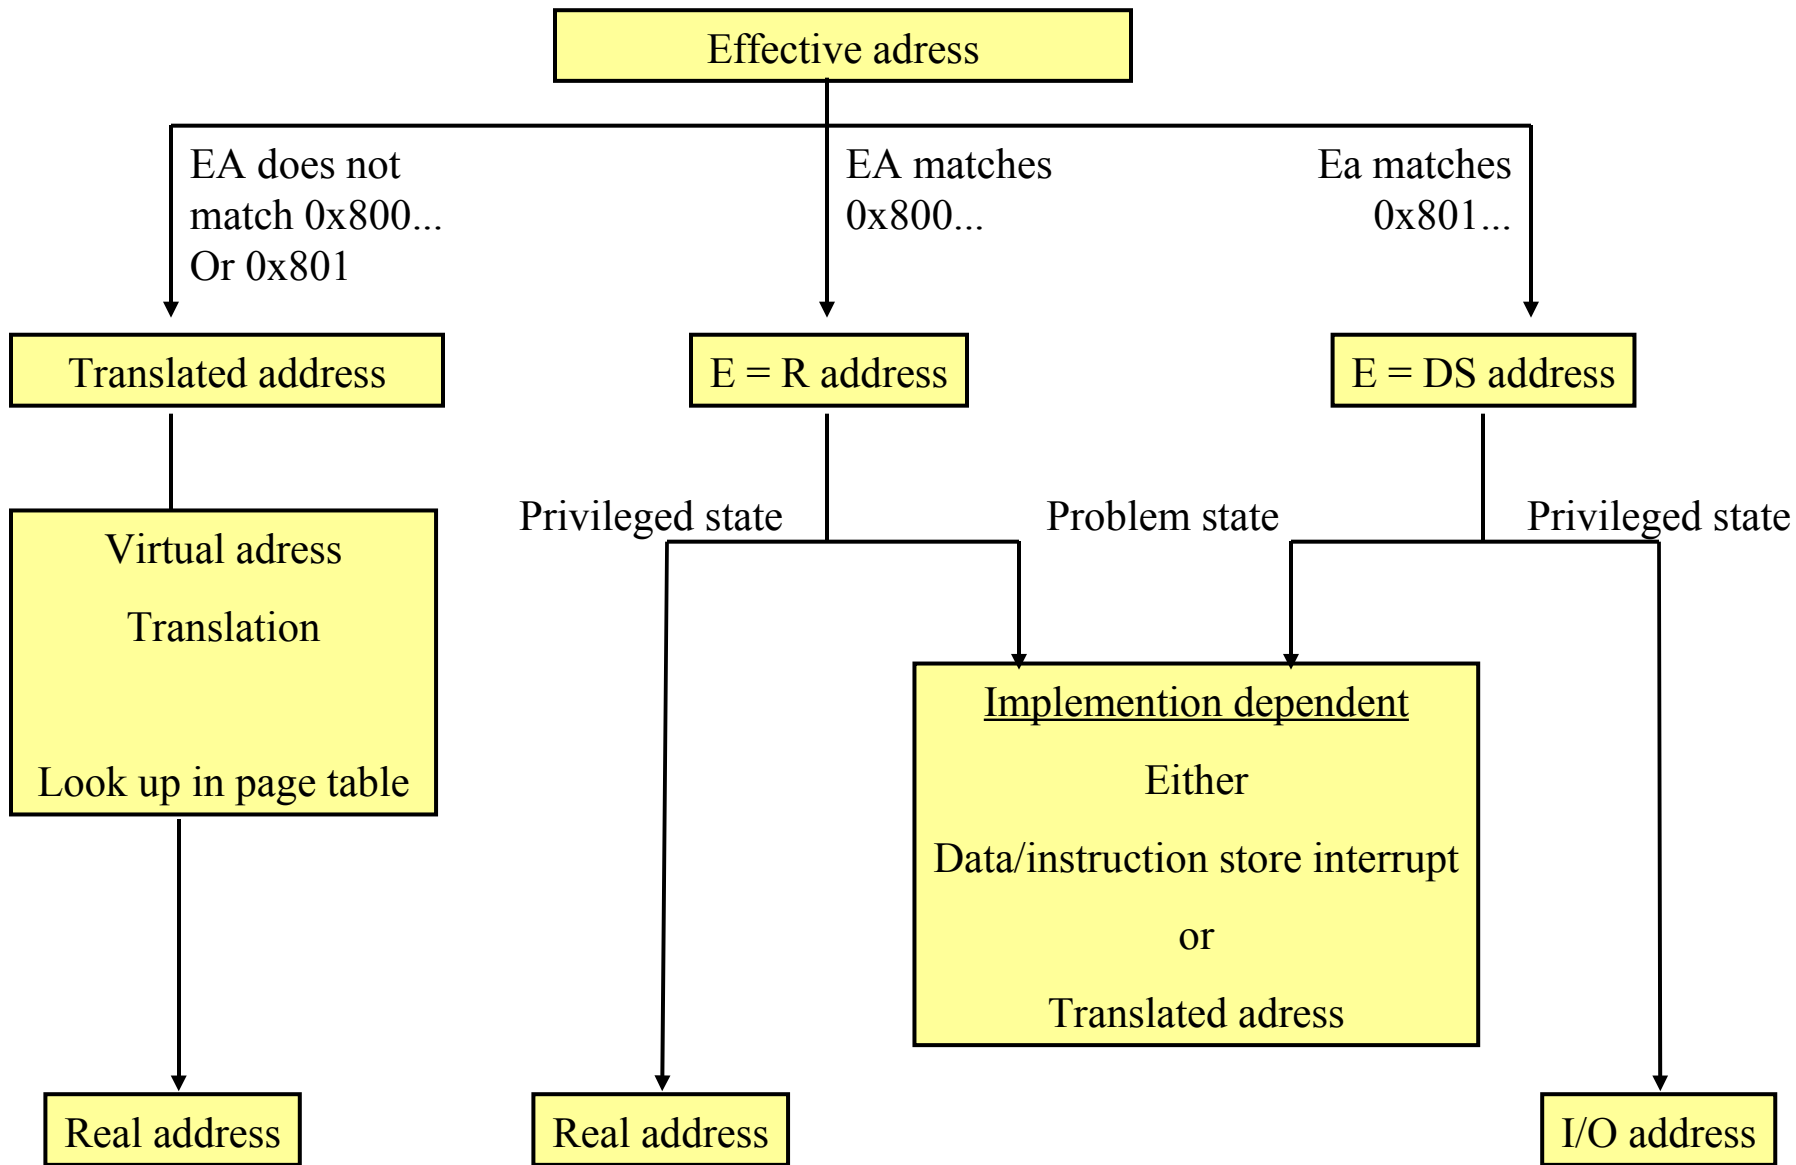 Effective adress
EA does not
match 0x800...
Or 0x801
EA matches
0x800...
Ea matches
0x801...
Translated address
E = R address
E = DS address
Privileged state
Problem state
Privileged state
Virtual adress
Translation
Look up in page table
Implemention dependent
Either
Data/instruction store interrupt
or
Translated adress
Real address
Real address
I/O address